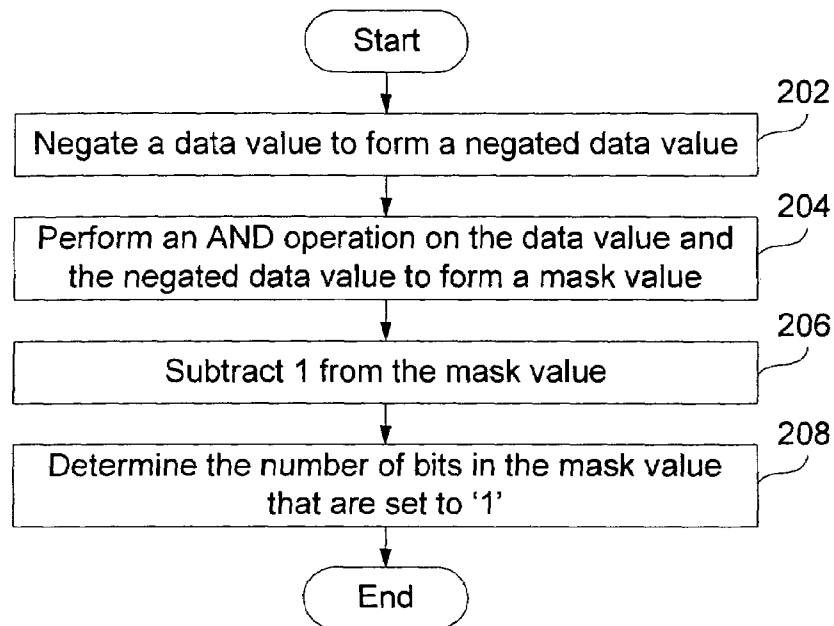 Start
202
Negate a data value to form a negated data value
204
Perform an AND operation on the data value and
the negated data value to form a mask value
206
Subtract 1 from the mask value
208
Determine the number of bits in the mask value
that are set to ‘1’
End